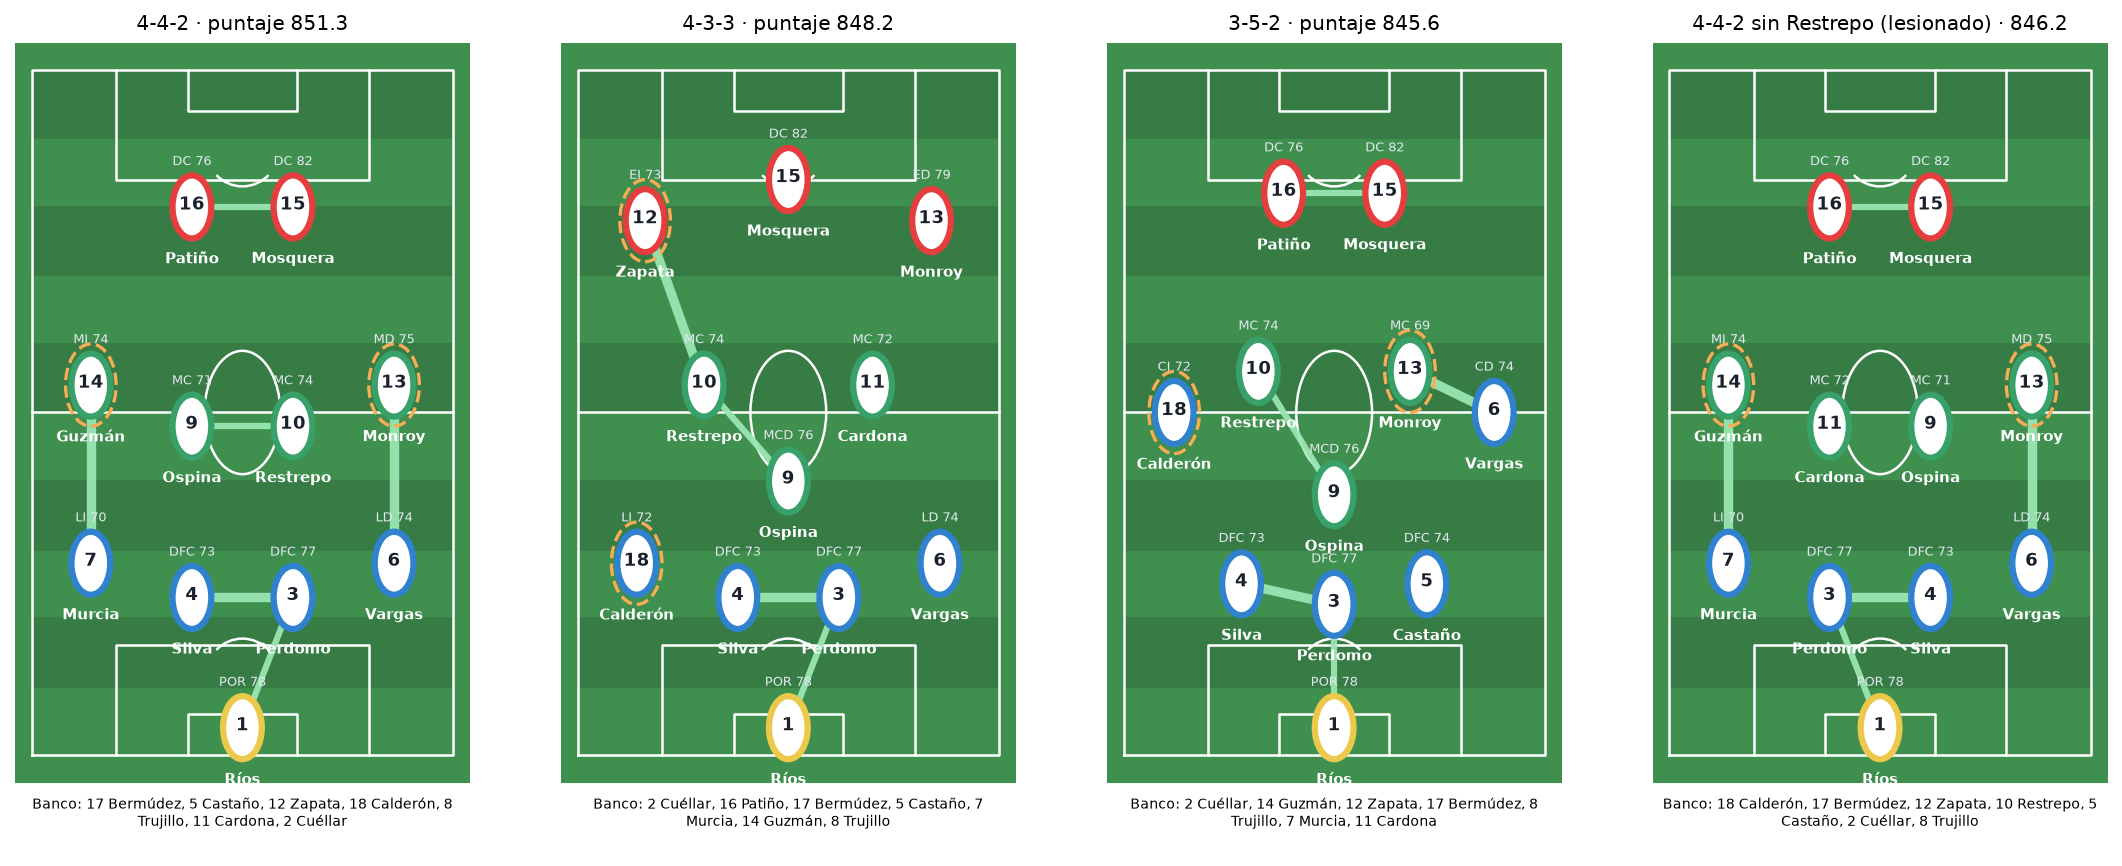 4-4-2 · puntaje 851.3
DC 76 DC 82
16 15
Patiño Mosquera
MI 74 MD 75
14 13
MC 71 MC 74
9 10
Guzmán Monroy
Ospina Restrepo
LI 70 LD 74
7 6
DFC 73 DFC 77
4 3
Murcia Vargas
Silva Perdomo
POR 78
1
Ríos
Banco: 17 Bermúdez, 5 Castaño, 12 Zapata, 18 Calderón, 8
Trujillo, 11 Cardona, 2 Cuéllar
4-3-3 · puntaje 848.2
DC 82
15
EI 73 ED 79
12 13
Mosquera
Zapata Monroy
MC 74 MC 72
10 11
Restrepo Cardona
MCD 76
9
Ospina
LI 72 LD 74
18 6
DFC 73 DFC 77
4 3
Calderón Vargas
Silva Perdomo
POR 78
1
Ríos
Banco: 2 Cuéllar, 16 Patiño, 17 Bermúdez, 5 Castaño, 7
Murcia, 14 Guzmán, 8 Trujillo
3-5-2 · puntaje 845.6
DC 76 DC 82
16 15
Patiño Mosquera
MC 74 MC 69
10 13
CI 72 CD 74
18 6
Restrepo Monroy
Calderón Vargas
MCD 76
9
Ospina
DFC 73 DFC 77 DFC 74
4 3 5
Silva Perdomo Castaño
POR 78
1
Ríos
Banco: 2 Cuéllar, 14 Guzmán, 12 Zapata, 17 Bermúdez, 8
Trujillo, 7 Murcia, 11 Cardona
4-4-2 sin Restrepo (lesionado) · 846.2
DC 76 DC 82
16 15
Patiño Mosquera
MI 74 MD 75
14 13
MC 72 MC 71
11 9
Guzmán Monroy
Cardona Ospina
LI 70 LD 74
7 6
DFC 77 DFC 73
3 4
Murcia Vargas
Perdomo Silva
POR 78
1
Ríos
Banco: 18 Calderón, 17 Bermúdez, 12 Zapata, 10 Restrepo, 5
Castaño, 2 Cuéllar, 8 Trujillo